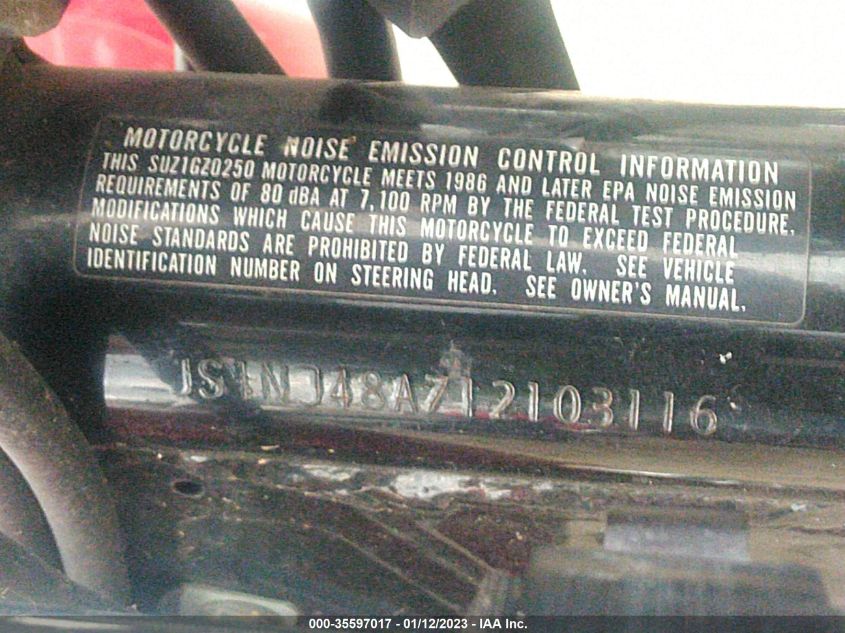 MOTORCYCLE NOISE EMISSION CONTROL INFORMATION
THIS SUZ1GZ0250 MOTORCYCLE MEETS 1986 AND LATER EPA NOISE EMISSION
REQUIREMENTS OF 80 dBA AT 7,100 RPM BY THE FEDERAL TEST PROCEDURE.
MODIFICATIONS WHICH CAUSE THIS MOTORCYCLE TO EXCEED FEDERAL
NOISE STANDARDS ARE PROHIBITED BY FEDERAL LAW. SEE VEHICLE
IDENTIFICATION NUMBER ON STEERING HEAD. SEE OWNER'S MANUAL.
JS1NJ48A712103116
000-35597017 - 01/12/2023 - IAA Inc.